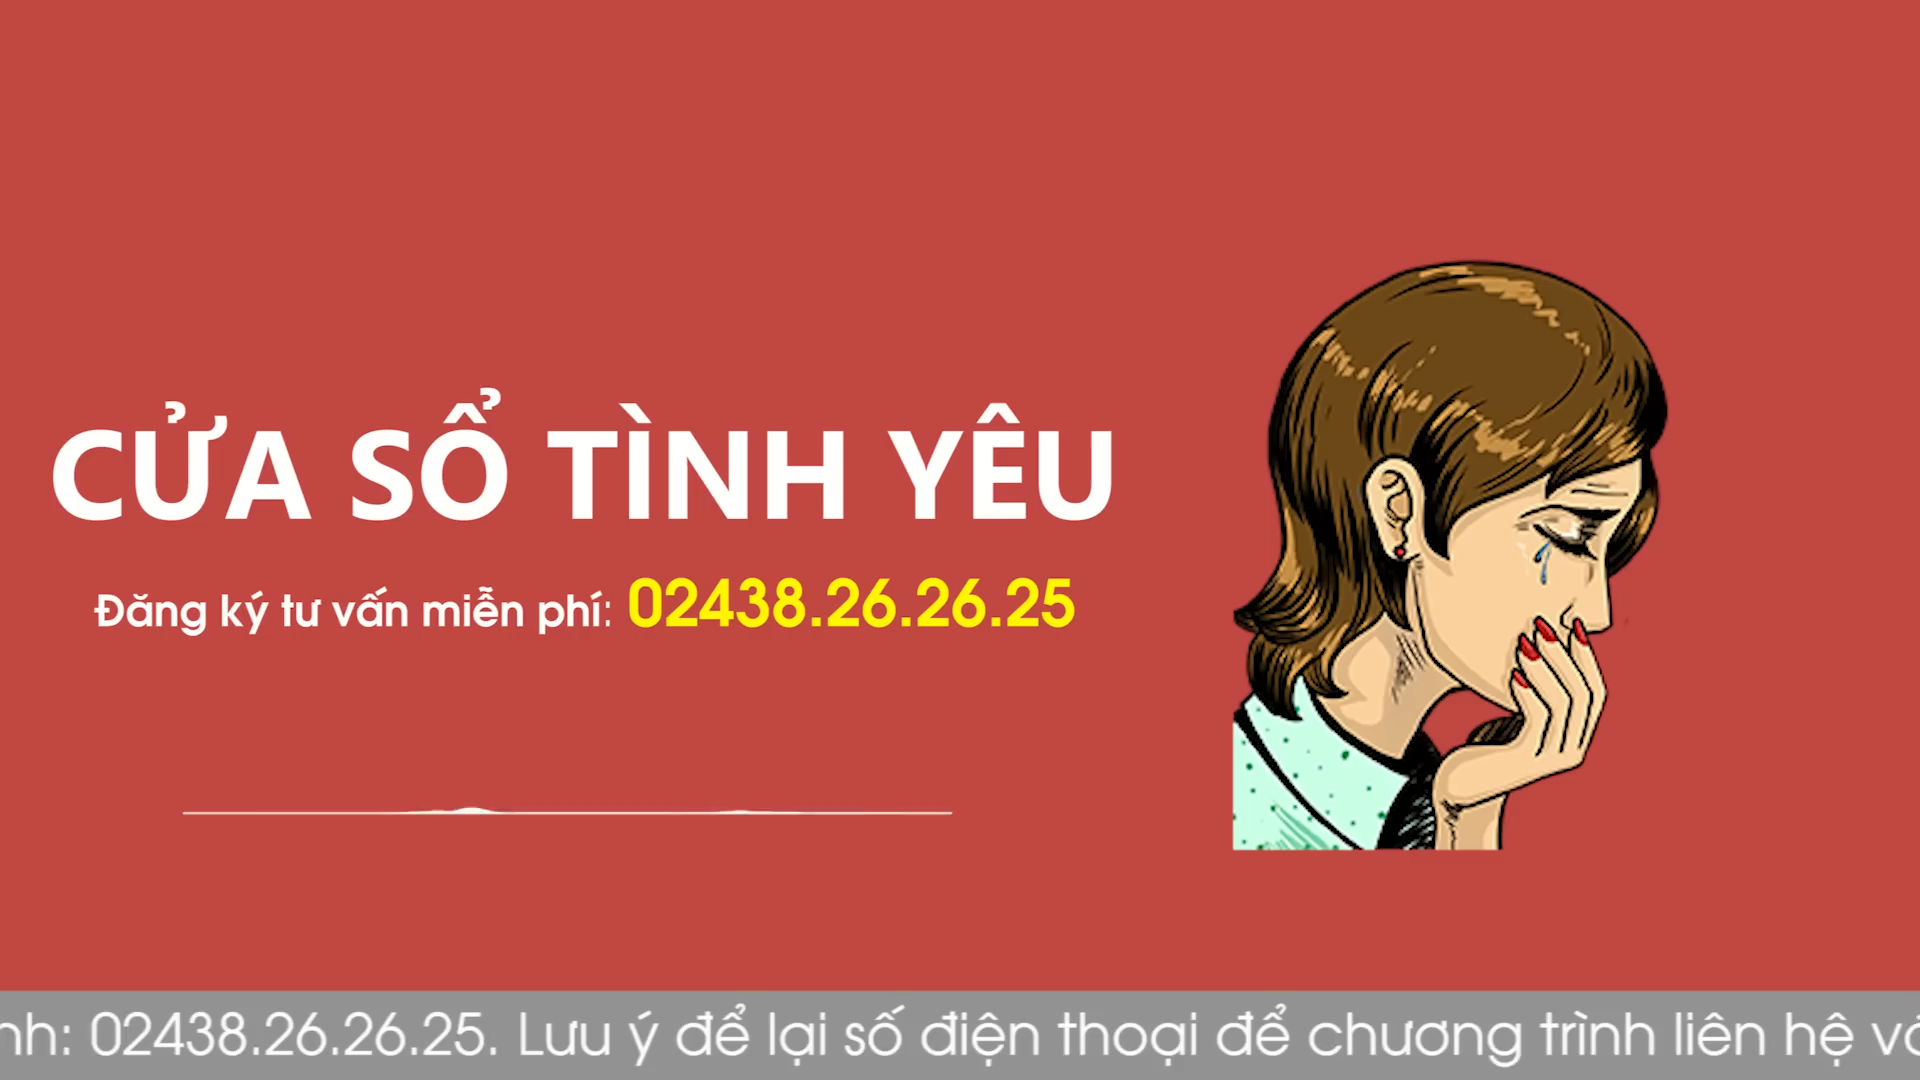 CỬA SỔ TÌNH YÊU
Đăng ký tư vấn miễn phí: 02438.26.26.25
nh: 02438.26.26.25. Lưu ý để lại số điện thoại để chương trình liên hệ